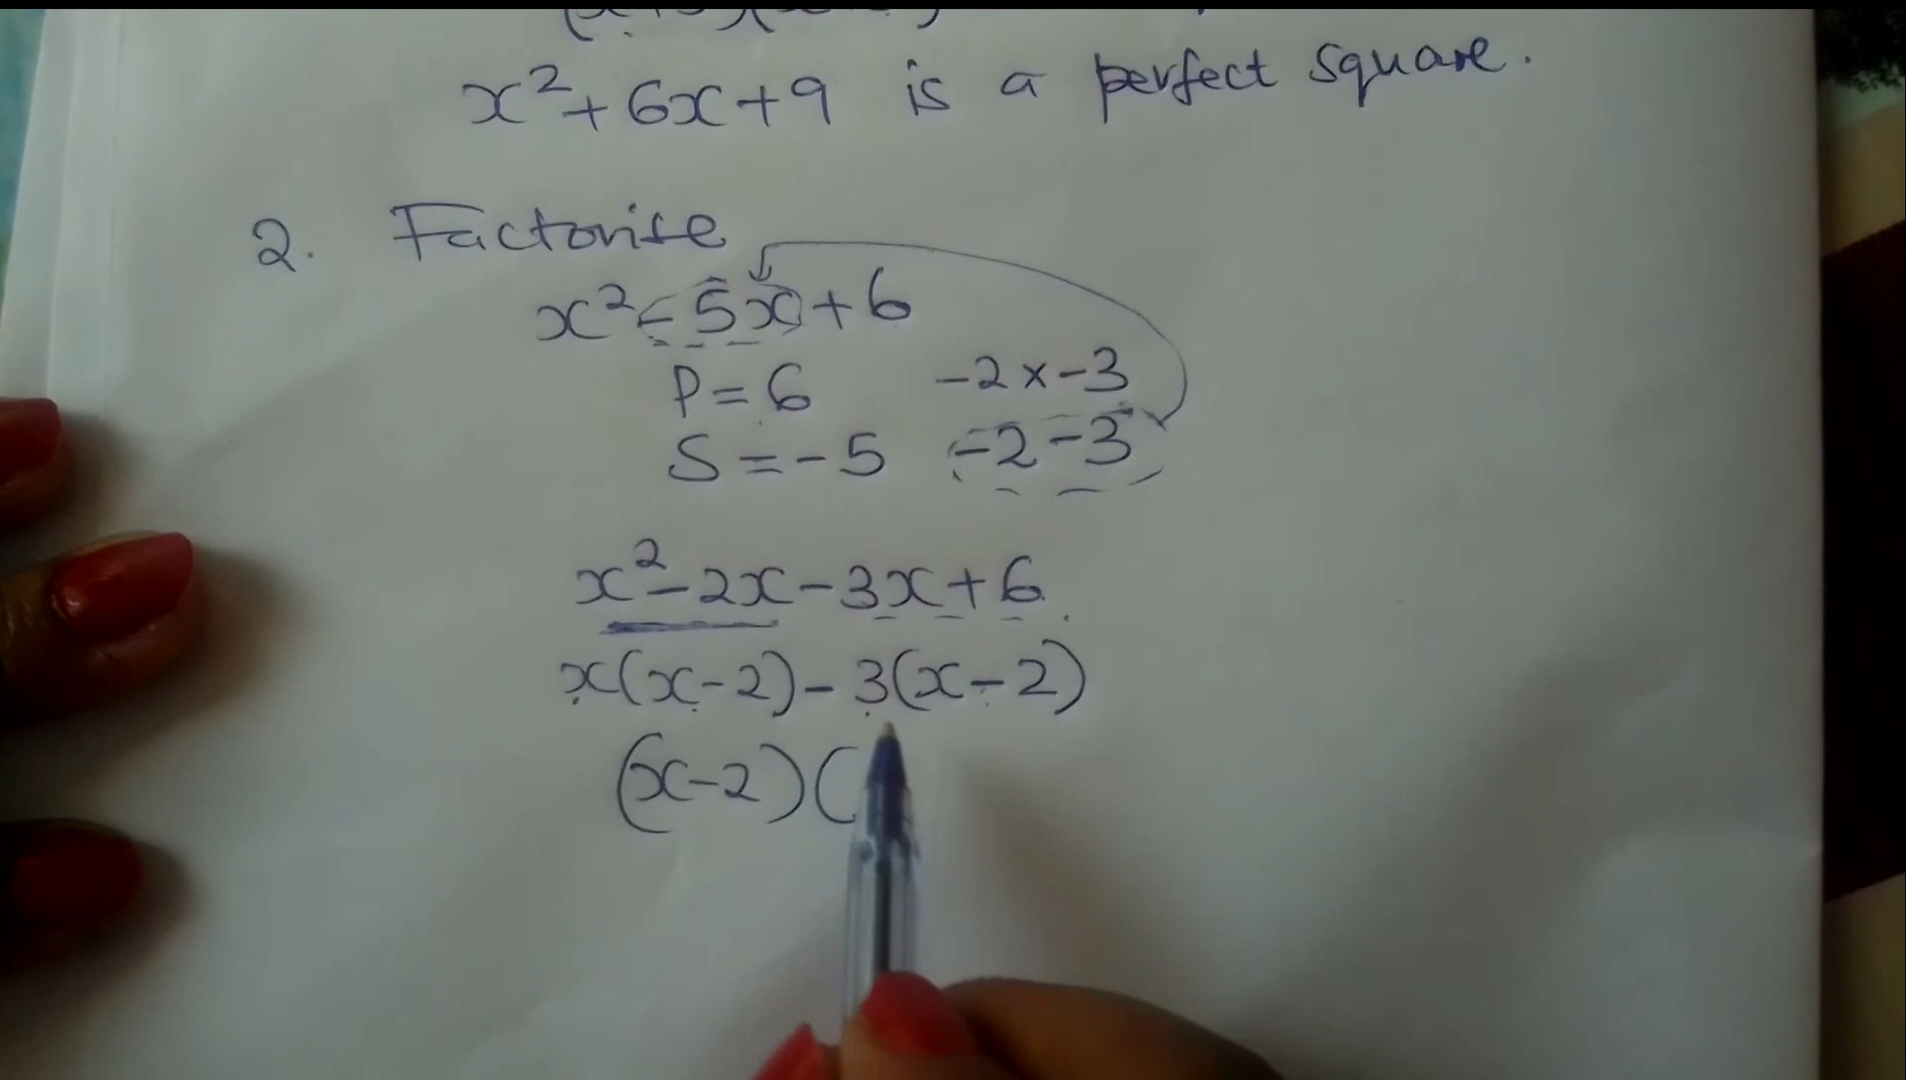 x² + 6x + 9 is a perfect square.
2. Factorise
x² - 5x + 6
P = 6 -2 × -3
S = -5 -2 - 3
x² - 2x - 3x + 6
x(x - 2) - 3(x - 2)
(x - 2)(